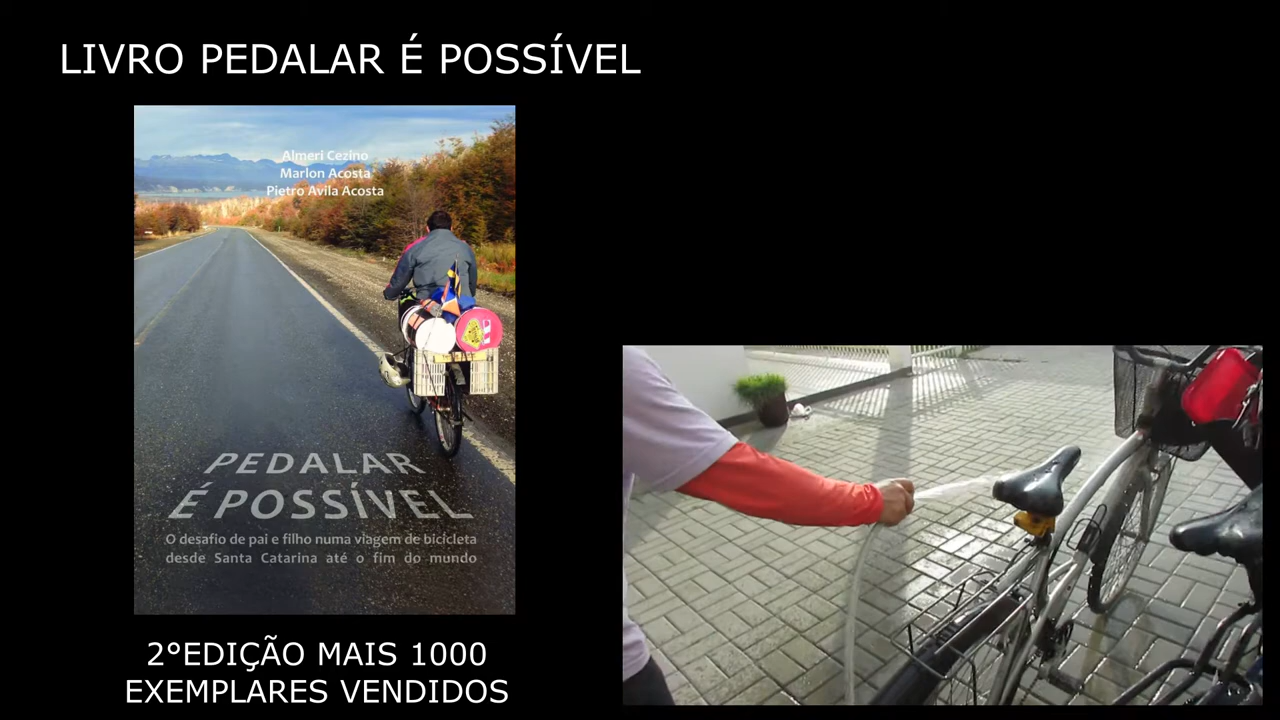 LIVRO PEDALAR É POSSÍVEL
Almeri Cezino
Marlon Acosta
Pietro Avila Acosta
PEDALAR
É POSSÍVEL
O desafio de pai e filho numa viagem de bicicleta
desde Santa Catarina até o fim do mundo
2°EDIÇÃO MAIS 1000
EXEMPLARES VENDIDOS